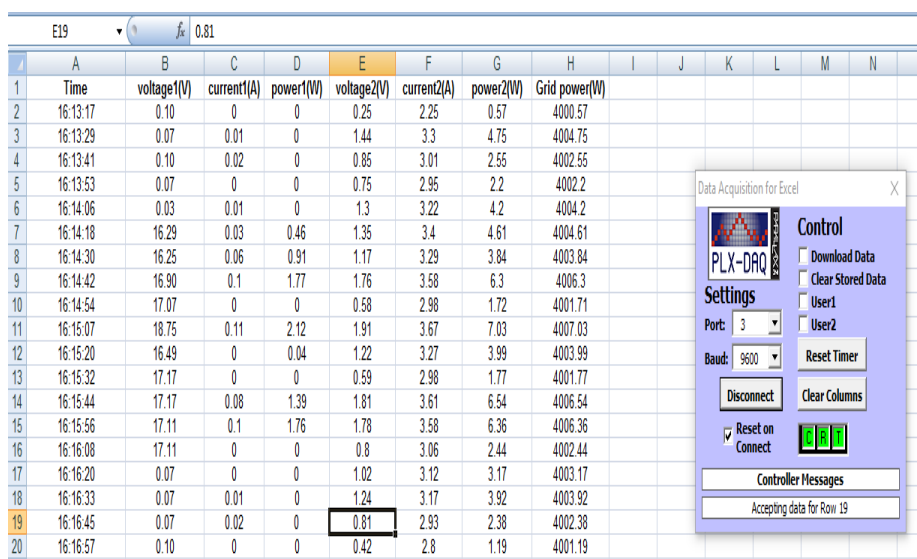 E19 fx 0.81
A B C D E F G H I J K L M N
1 Time voltage1(V) current1(A) power1(W) voltage2(V) current2(A) power2(W) Grid power(W)
2 16:13:17 0.10 0 0 0.25 2.25 0.57 4000.57
3 16:13:29 0.07 0.01 0 1.44 3.3 4.75 4004.75
4 16:13:41 0.10 0.02 0 0.85 3.01 2.55 4002.55
5 16:13:53 0.07 0 0 0.75 2.95 2.2 4002.2
6 16:14:06 0.03 0.01 0 1.3 3.22 4.2 4004.2
7 16:14:18 16.29 0.03 0.46 1.35 3.4 4.61 4004.61
8 16:14:30 16.25 0.06 0.91 1.17 3.29 3.84 4003.84
9 16:14:42 16.90 0.1 1.77 1.76 3.58 6.3 4006.3
10 16:14:54 17.07 0 0 0.58 2.98 1.72 4001.71
11 16:15:07 18.75 0.11 2.12 1.91 3.67 7.03 4007.03
12 16:15:20 16.49 0 0.04 1.22 3.27 3.99 4003.99
13 16:15:32 17.17 0 0 0.59 2.98 1.77 4001.77
14 16:15:44 17.17 0.08 1.39 1.81 3.61 6.54 4006.54
15 16:15:56 17.11 0.1 1.76 1.78 3.58 6.36 4006.36
16 16:16:08 17.11 0 0 0.8 3.06 2.44 4002.44
17 16:16:20 0.07 0 0 1.02 3.12 3.17 4003.17
18 16:16:33 0.07 0.01 0 1.24 3.17 3.92 4003.92
19 16:16:45 0.07 0.02 0 0.81 2.93 2.38 4002.38
20 16:16:57 0.10 0 0 0.42 2.8 1.19 4001.19
Data Acquisition for Excel
PLX-DAQ
PARALLAX
Control
Download Data
Clear Stored Data
User1
User2
Settings
Port: 3
Baud: 9600
Reset Timer
Disconnect
Clear Columns
Reset on
Connect
C R T
Controller Messages
Accepting data for Row 19